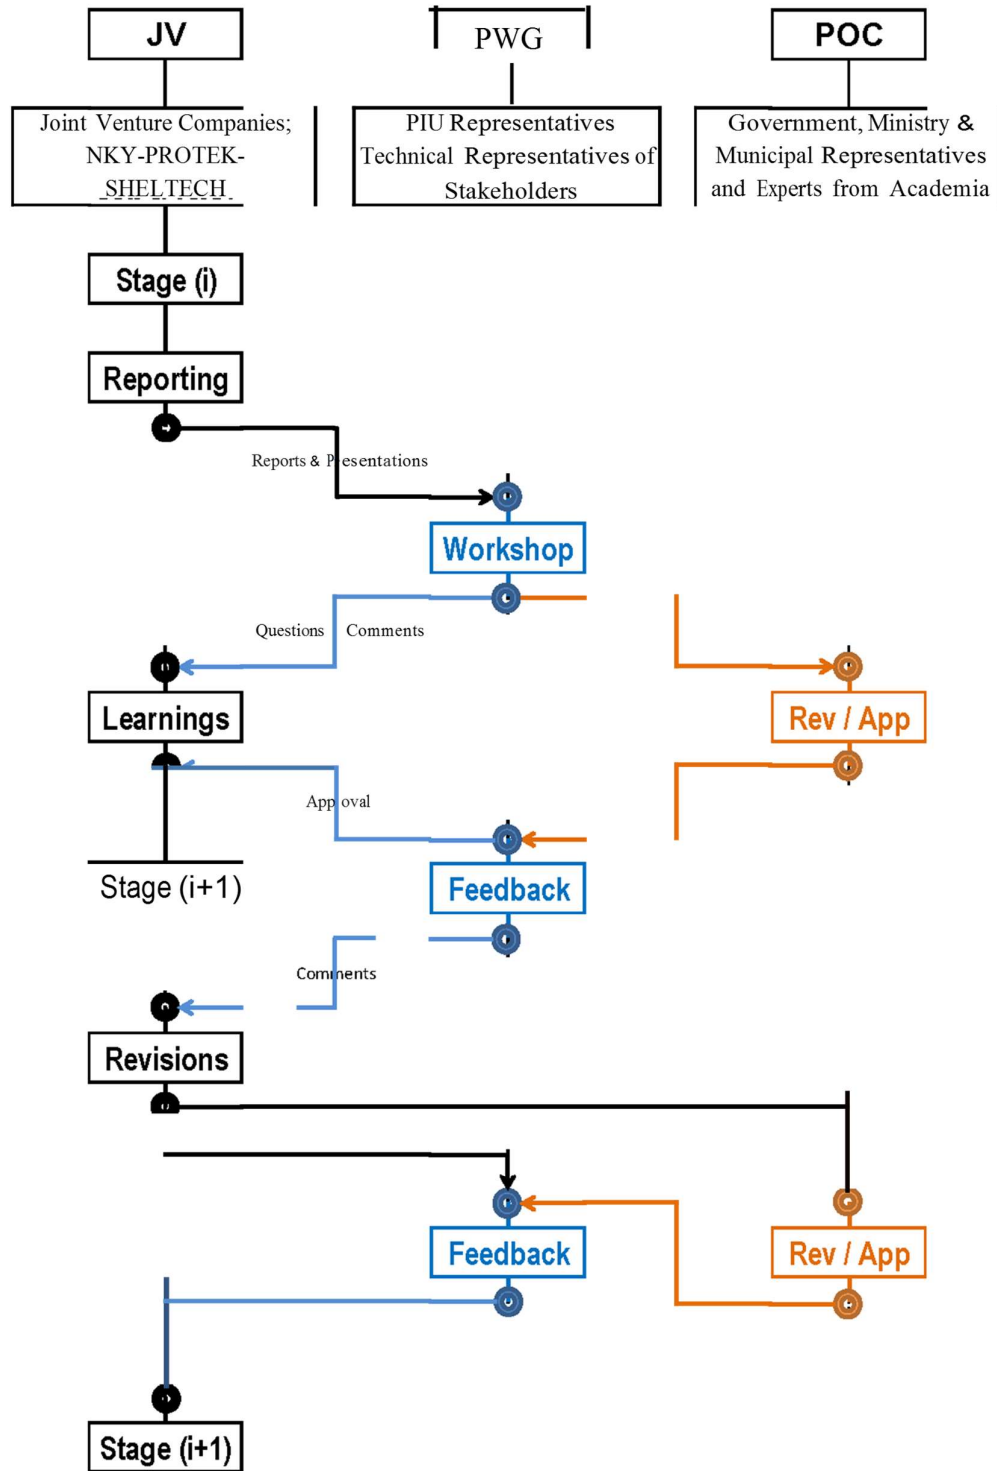 JV
PWG
POC
Joint Venture Companies;
NKY-PROTEK-
SHELTECH
PIU Representatives
Technical Representatives of
Stakeholders
Government, Ministry &
Municipal Representatives
and Experts from Academia
Stage (i)
Reporting
Reports & Presentations
Workshop
Questions Comments
Learnings
Rev / App
Approval
Stage (i+1)
Feedback
Comments
Revisions
Feedback
Rev / App
Stage (i+1)